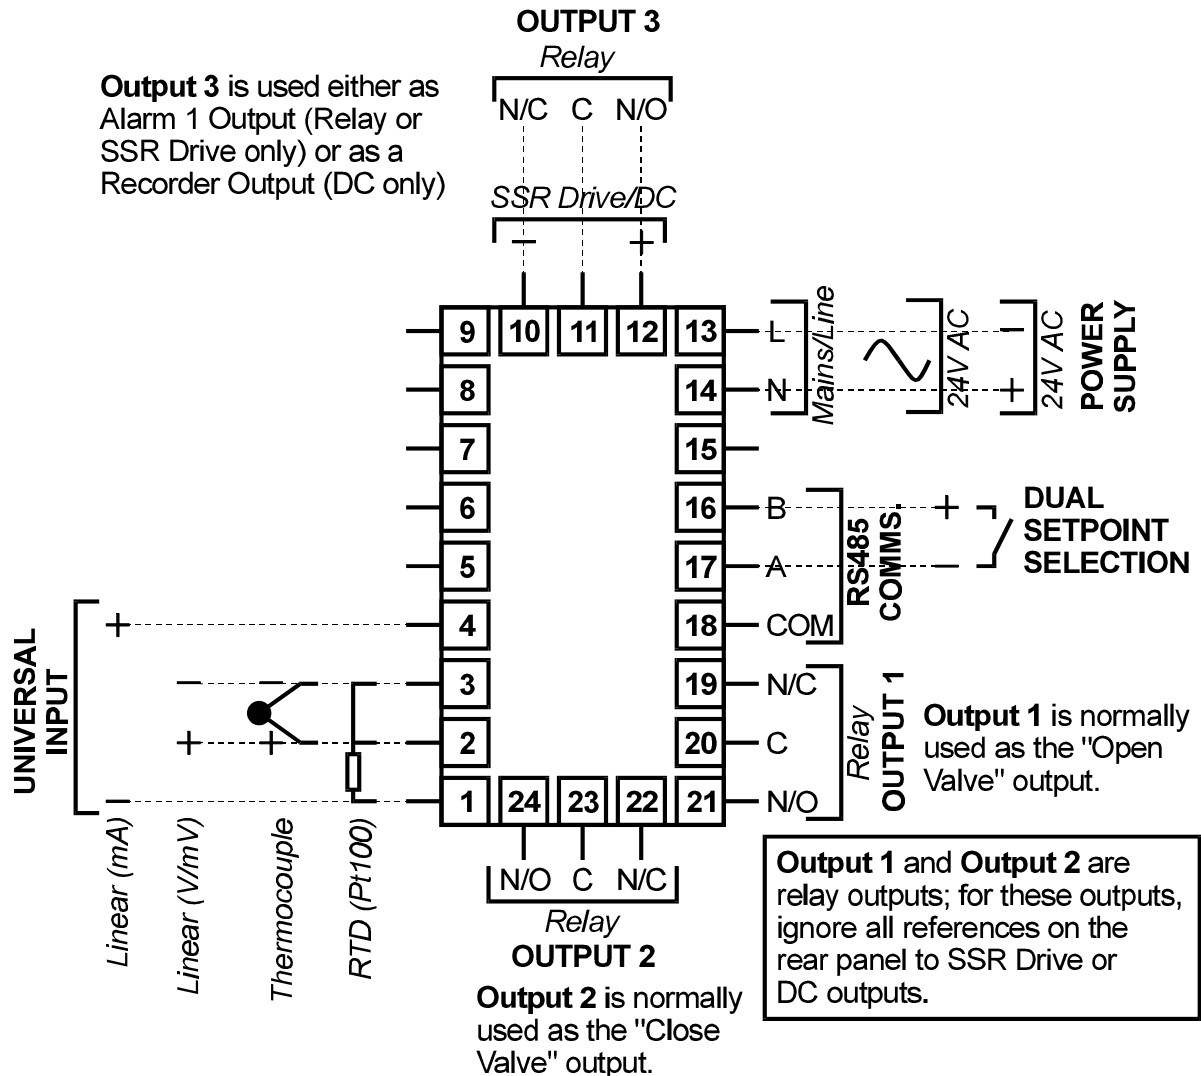 OUTPUT 3
Relay
Output 3 is used either as
Alarm 1 Output (Relay or
SSR Drive only) or as a
Recorder Output (DC only)
N/C C N/O
SSR Drive/DC
− +
9 10 11 12 13
8 14
7 15
6 16
5 17
4 18
3 19
2 20
1 24 23 22 21
L
N
Mains/Line
24V AC
− +
24V AC
POWER
SUPPLY
B
A
COM
RS485
COMMS.
+
−
DUAL
SETPOINT
SELECTION
N/C
C
N/O
Relay
OUTPUT 1
Output 1 is normally
used as the "Open
Valve" output.
UNIVERSAL
INPUT
+
− −
+ +
−
Linear (mA)
Linear (V/mV)
Thermocouple
RTD (Pt100)
N/O C N/C
Relay
OUTPUT 2
Output 2 is normally
used as the "Close
Valve" output.
Output 1 and Output 2 are
relay outputs; for these outputs,
ignore all references on the
rear panel to SSR Drive or
DC outputs.